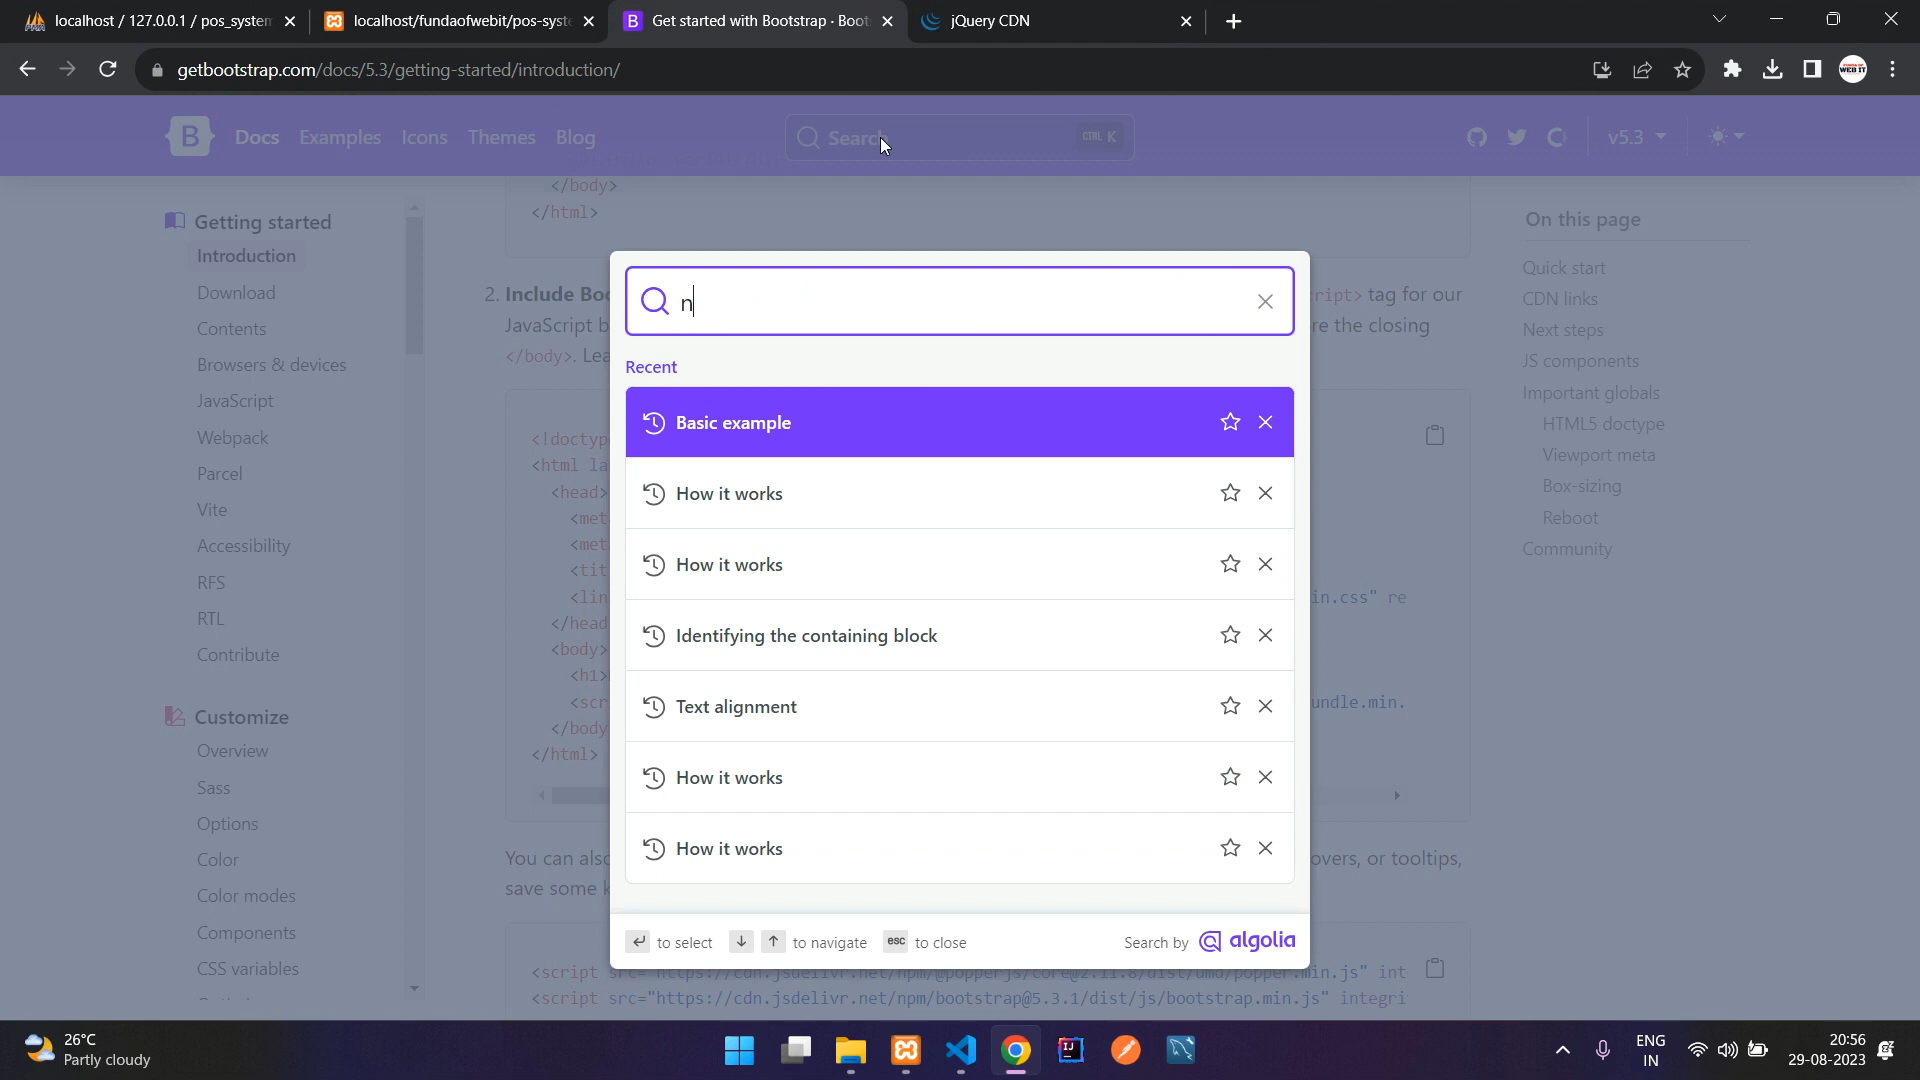 localhost / 127.0.0.1 / pos_system
localhost/fundaofwebit/pos-syste
Get started with Bootstrap · Boot
jQuery CDN
getbootstrap.com/docs/5.3/getting-started/introduction/
WEB IT
B
Docs
Examples
Icons
Themes
Blog
Search
CTRL K
v5.3
</body>
</html>
Getting started
Introduction
Download
Contents
Browsers & devices
JavaScript
Webpack
Parcel
Vite
Accessibility
RFS
RTL
Contribute
Customize
Overview
Sass
Options
Color
Color modes
Components
CSS variables
2. Include Boo
ript> tag for our
JavaScript b
re the closing
</body>. Lea
<!doctyp
<html la
<head>
<met
<met
<tit
<lin
in.css" re
</head
<body>
<h1>
<scr
undle.min.
</body
</html>
You can also
overs, or tooltips,
save some k
<script src="https://cdn.jsdelivr.net/npm/@popperjs/core@2.11.8/dist/umd/popper.min.js" int
<script src="https://cdn.jsdelivr.net/npm/bootstrap@5.3.1/dist/js/bootstrap.min.js" integri
n
Recent
Basic example
How it works
How it works
Identifying the containing block
Text alignment
How it works
How it works
to select
to navigate
esc to close
Search by algolia
On this page
Quick start
CDN links
Next steps
JS components
Important globals
HTML5 doctype
Viewport meta
Box-sizing
Reboot
Community
26°C
Partly cloudy
IJ
ENG
IN
20:56
29-08-2023